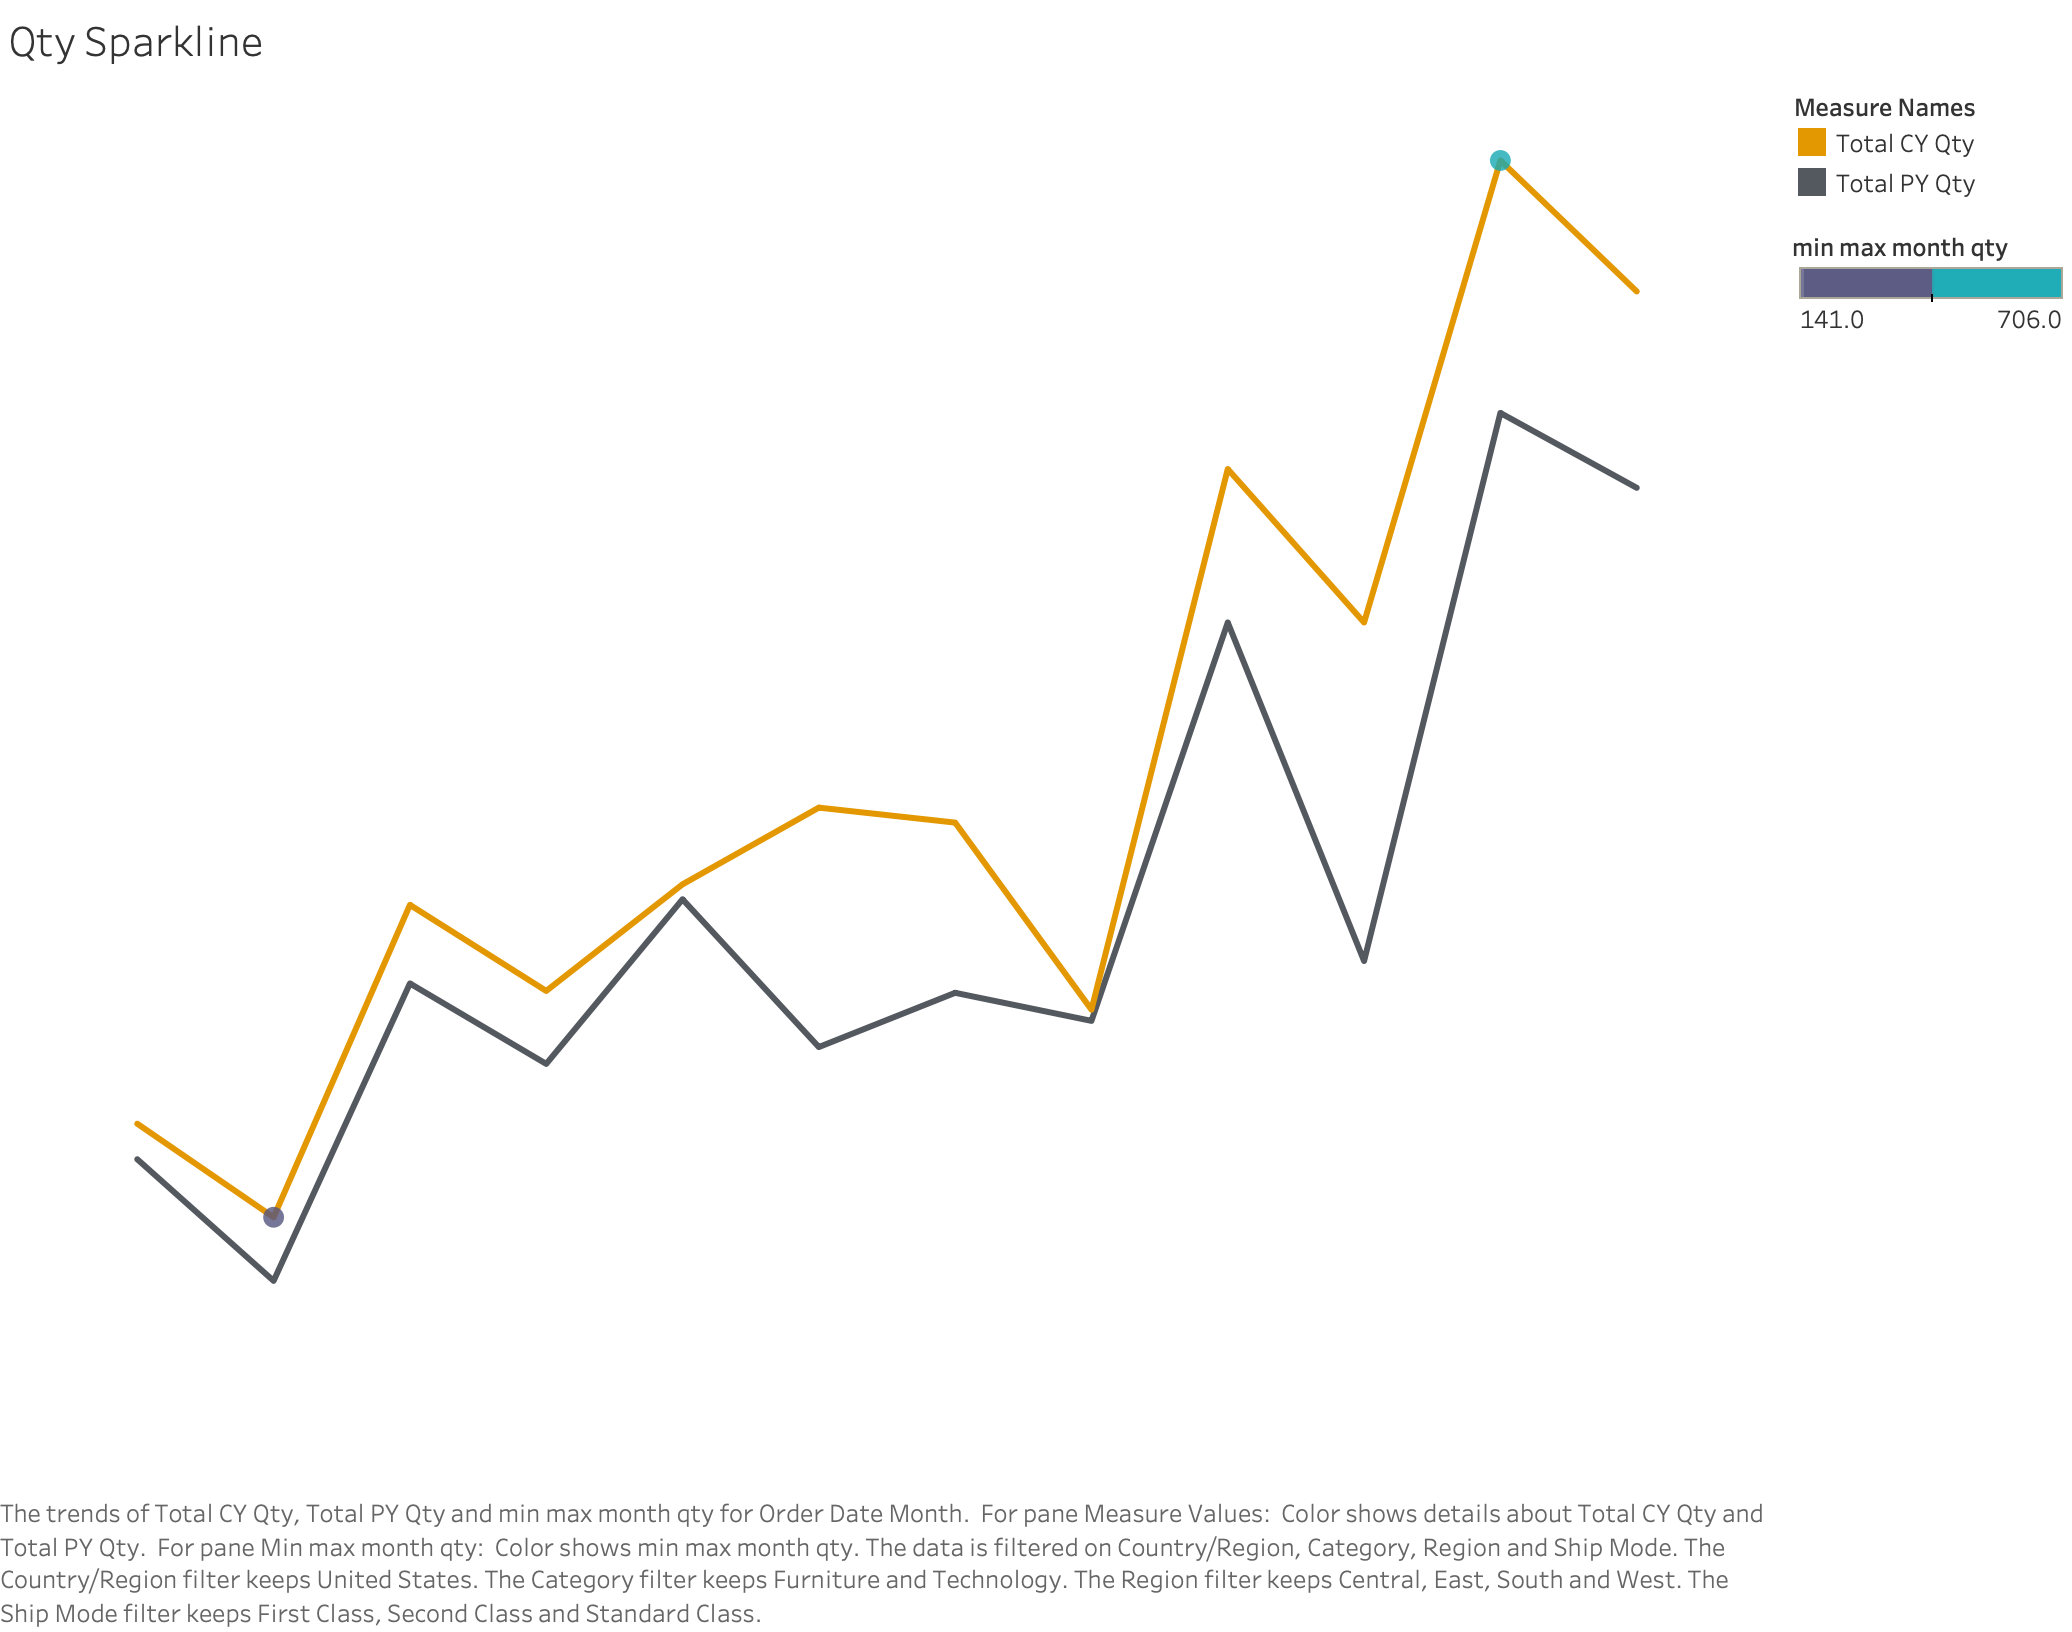 Qty Sparkline
Measure Names
Total CY Qty
Total PY Qty
min max month qty
141.0 706.0
The trends of Total CY Qty, Total PY Qty and min max month qty for Order Date Month.  For pane Measure Values:  Color shows details about Total CY Qty and
Total PY Qty.  For pane Min max month qty:  Color shows min max month qty. The data is filtered on Country/Region, Category, Region and Ship Mode. The
Country/Region filter keeps United States. The Category filter keeps Furniture and Technology. The Region filter keeps Central, East, South and West. The
Ship Mode filter keeps First Class, Second Class and Standard Class.